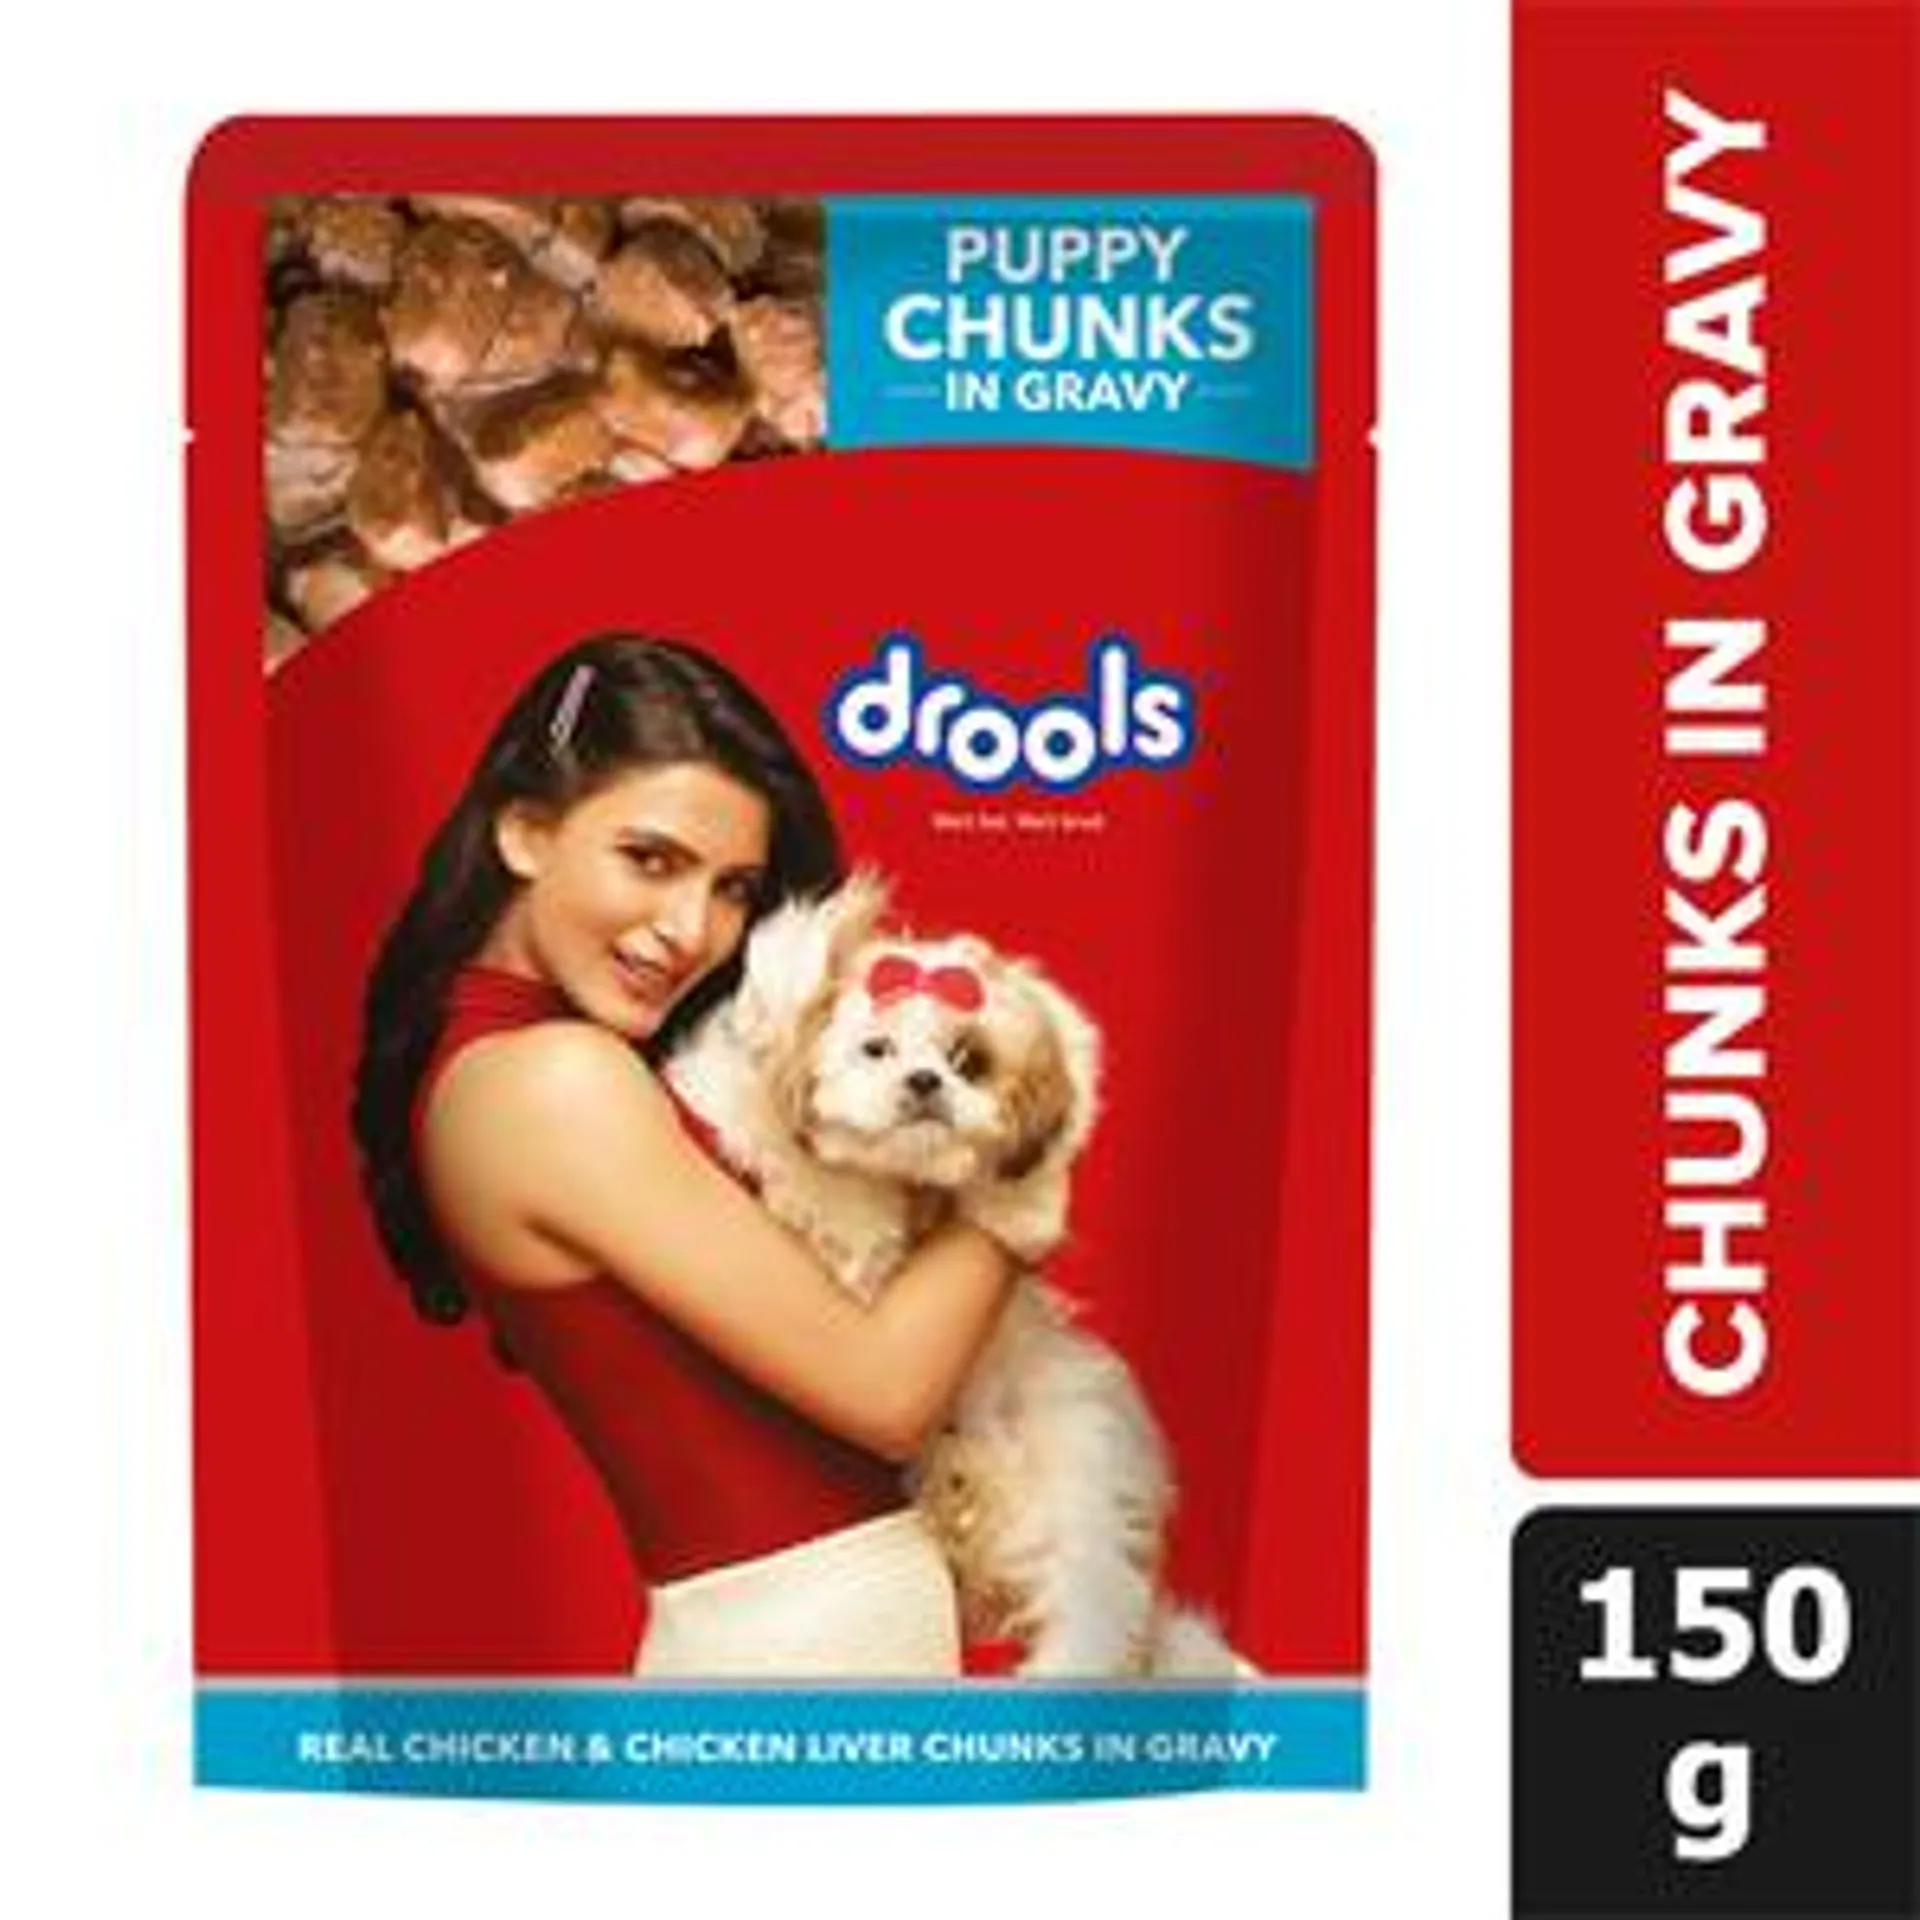 PUPPY
CHUNKS
IN GRAVY
drools
REAL CHICKEN & CHICKEN LIVER CHUNKS IN GRAVY
CHUNKS IN GRAVY
150
g